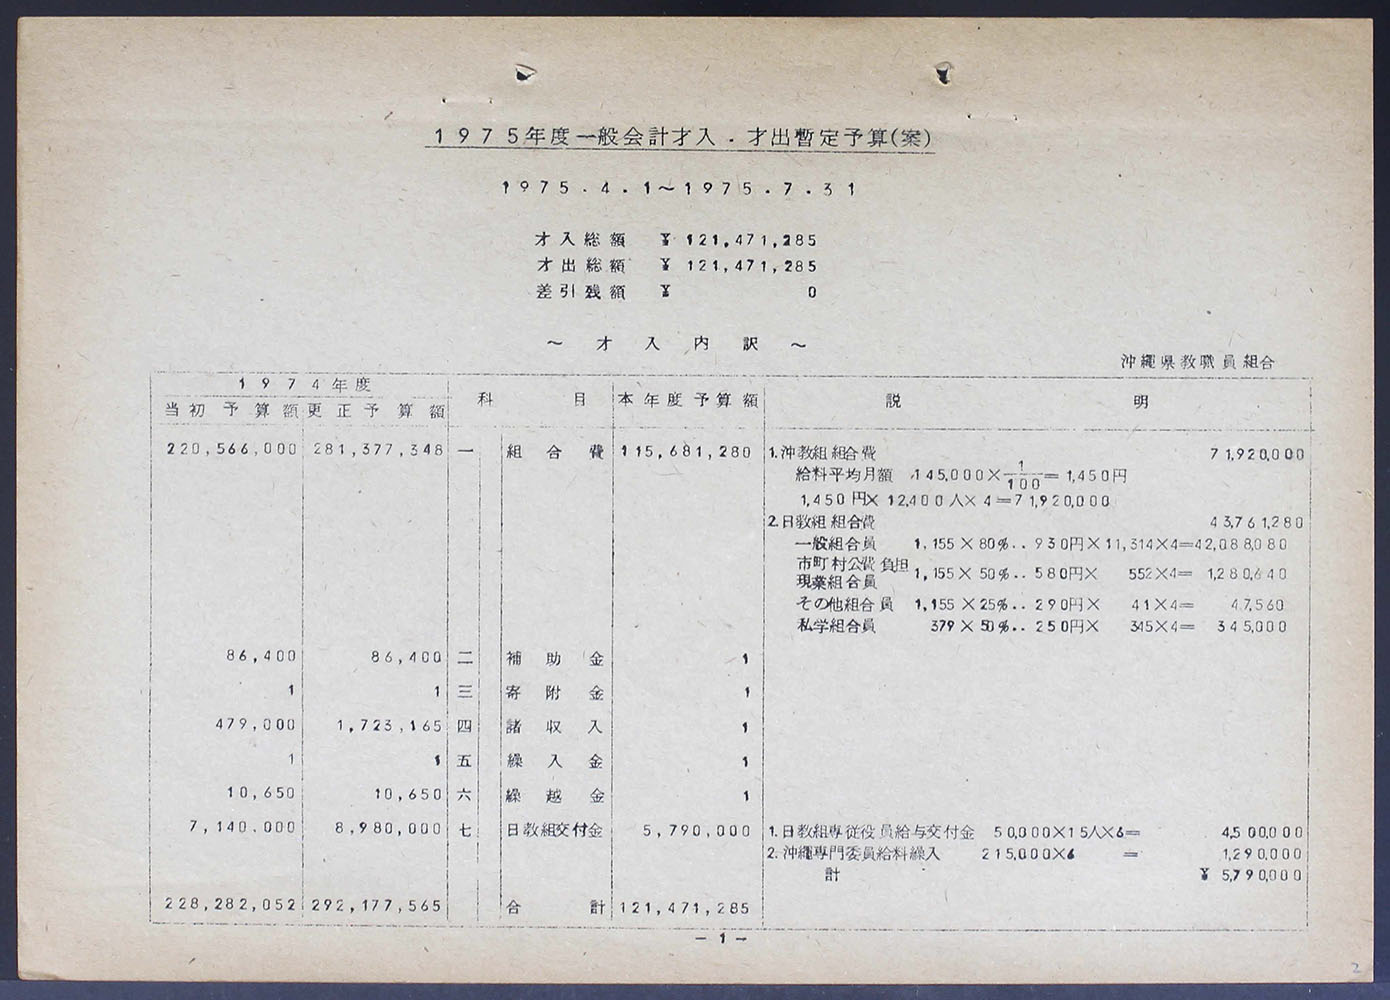 1975年度一般会計才入．才出暫定予算(案)
1975.4.1～1975.7.31
才入総額 ￥121,471,285
才出総額 ￥121,471,285
差引残額 ￥ 0
～ 才 入 内 訳 ～
沖縄県教職員組合
1974年度
当初予算額 更正予算額 科目 本年度予算額 説明
220,566,000 281,377,348 一 組合費 115,681,280 1.沖教組組合費 71,920,000
給料平均月額 145,000×1/100＝1,450円
1,450円×12,400人×4＝71,920,000
2.日教組組合費 43,761,280
一般組合員 1,155×80%..930円×11,314×4＝42,088,080
市町村公費負担
現業組合員 1,155×50%..580円× 552×4＝ 1,280,640
その他組合員 1,155×25%..290円× 41×4＝ 47,560
私学組合員 379×50%..250円× 345×4＝ 345,000
86,400 86,400 二 補助金 1
1 1 三 寄附金 1
479,000 1,723,165 四 諸収入 1
1 1 五 繰入金 1
10,650 10,650 六 繰越金 1
7,140,000 8,980,000 七 日教組交付金 5,790,000 1.日教組専従役員給与交付金 50,000×15人×6＝ 4,500,000
2.沖縄専門委員給料繰入 215,000×6 ＝ 1,290,000
計 ￥5,790,000
228,282,052 292,177,565 合計 121,471,285
－1－
2